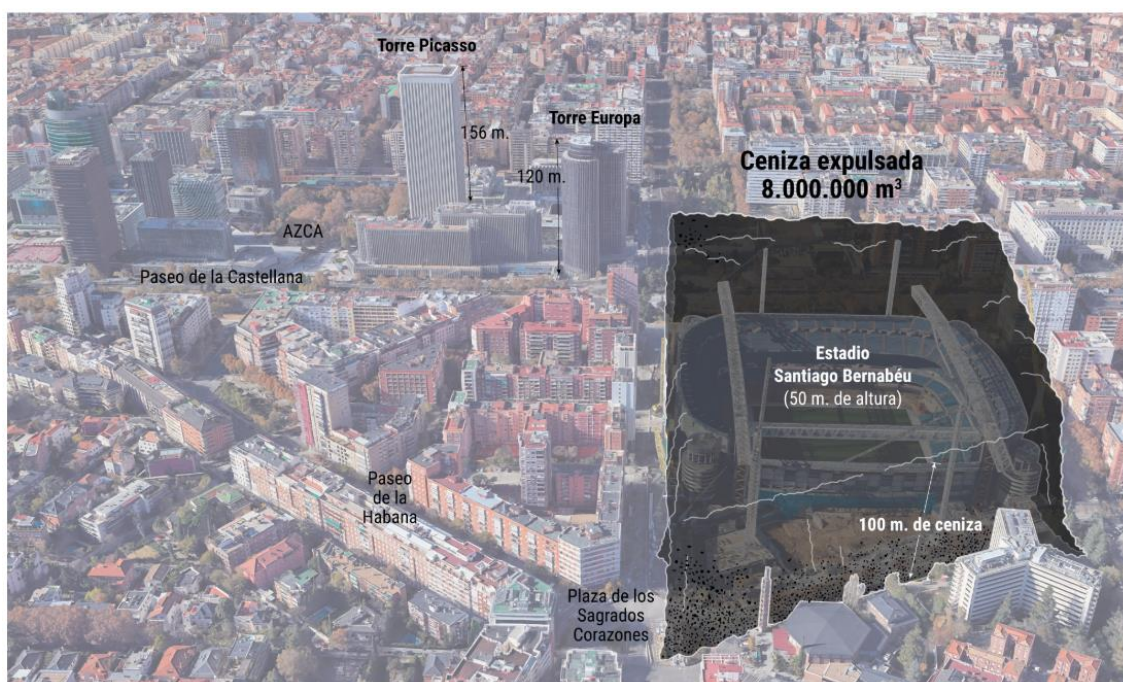 Torre Picasso
156 m.
Torre Europa
120 m.
Ceniza expulsada
8.000.000 m³
AZCA
Paseo de la Castellana
Estadio
Santiago Bernabéu
(50 m. de altura)
Paseo
de la
Habana
100 m. de ceniza
Plaza de los
Sagrados
Corazones